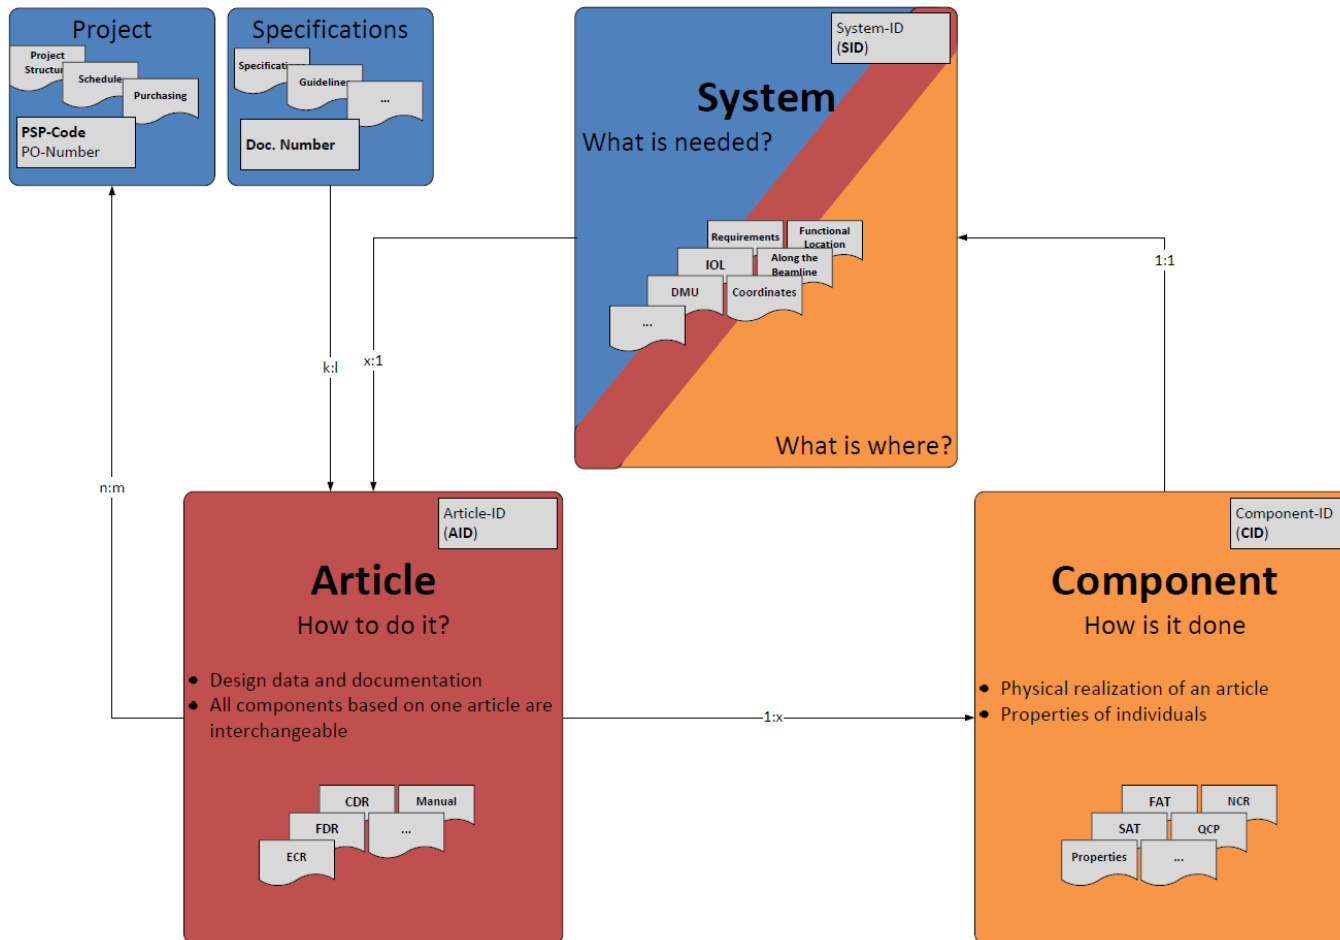 Project
Project
Structur
Schedule
Purchasing
PSP-Code
PO-Number
Specifications
Specifications
Guidelines
...
Doc. Number
System-ID
(SID)
System
What is needed?
Requirements
Functional
Location
IOL
Along the
Beamline
DMU
Coordinates
...
What is where?
1:1
x:1
k:l
n:m
1:x
Article-ID
(AID)
Article
How to do it?
• Design data and documentation
• All components based on one article are
interchangeable
CDR
Manual
FDR
...
ECR
Component-ID
(CID)
Component
How is it done
• Physical realization of an article
• Properties of individuals
FAT
NCR
SAT
QCP
Properties
...